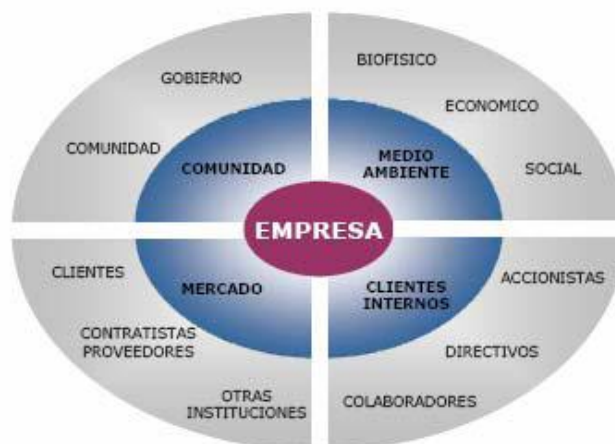 GOBIERNO
COMUNIDAD
COMUNIDAD
BIOFISICO
ECONOMICO
SOCIAL
MEDIO
AMBIENTE
EMPRESA
CLIENTES
CONTRATISTAS
PROVEEDORES
OTRAS
INSTITUCIONES
MERCADO
CLIENTES
INTERNOS
ACCIONISTAS
DIRECTIVOS
COLABORADORES